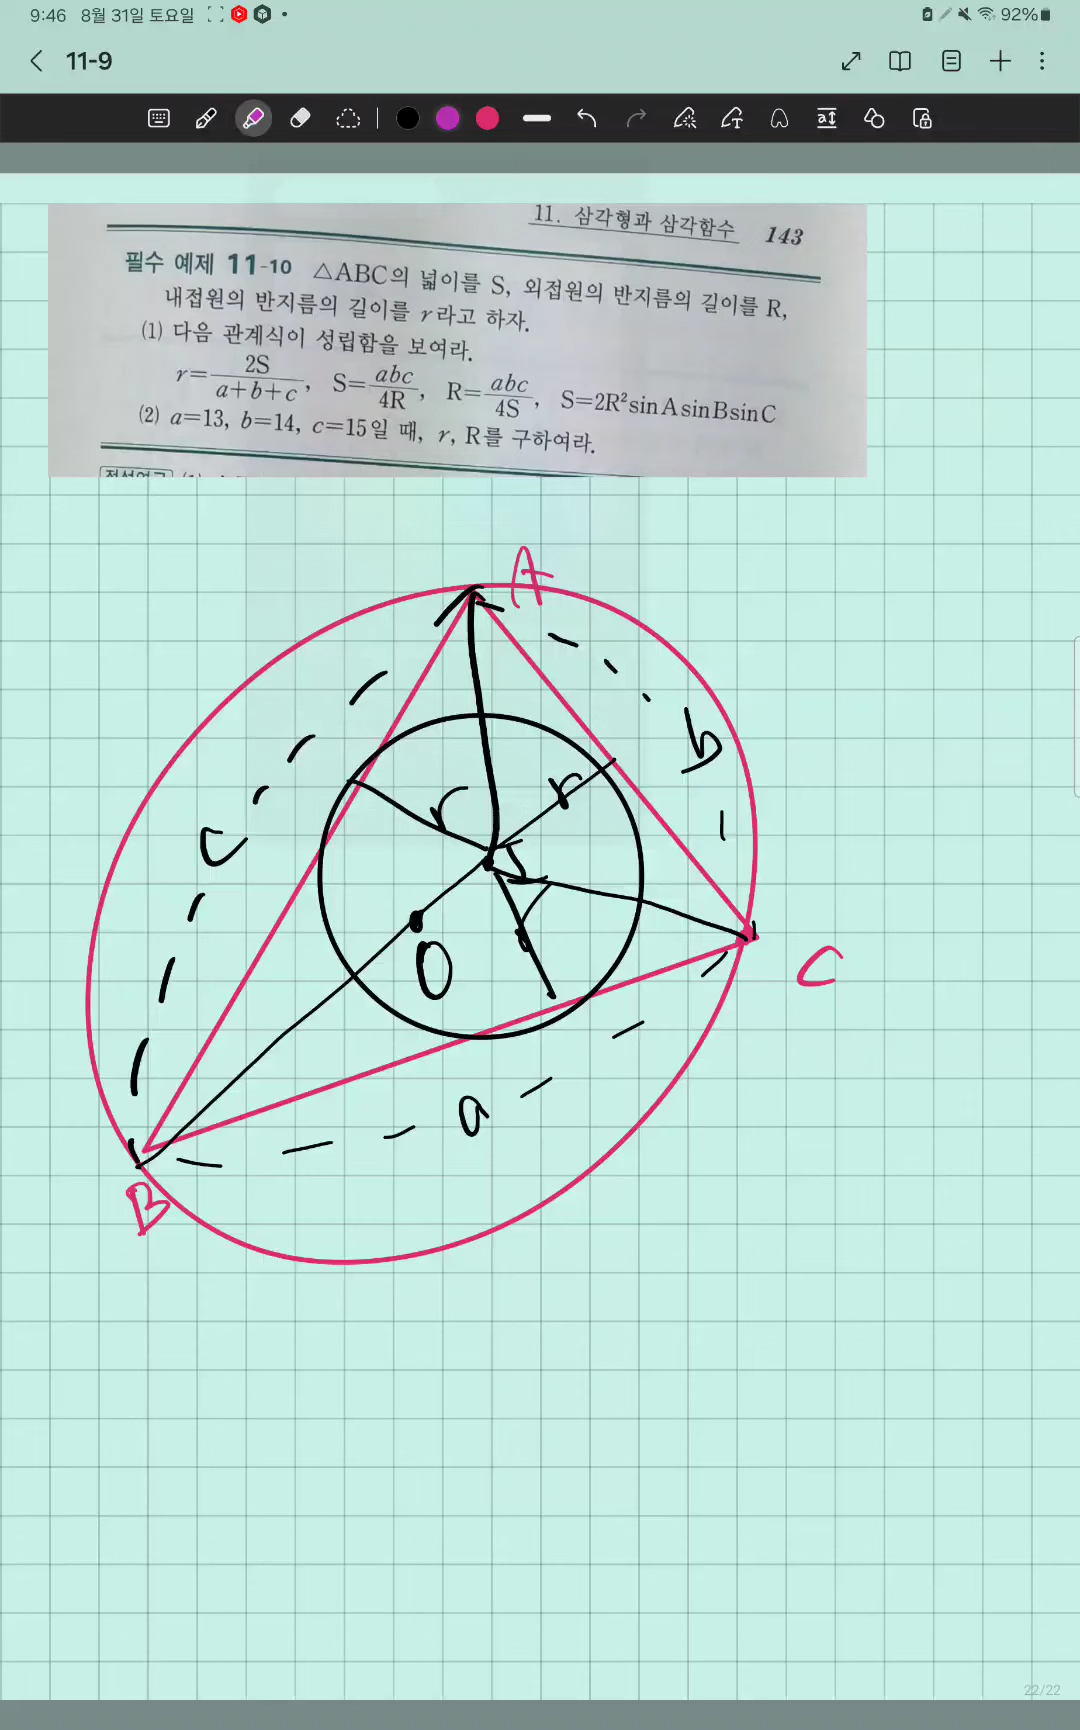 9:46 8월 31일 토요일
92%
11-9
11. 삼각형과 삼각함수 143
필수 예제 11-10 △ABC의 넓이를 S, 외접원의 반지름의 길이를 R,
내접원의 반지름의 길이를 r라고 하자.
(1) 다음 관계식이 성립함을 보여라.
r=2S/(a+b+c), S=abc/4R, R=abc/4S, S=2R²sinAsinBsinC
(2) a=13, b=14, c=15일 때, r, R를 구하여라.
A
b
r
r
c
I
r
O
C
a
B
22/22